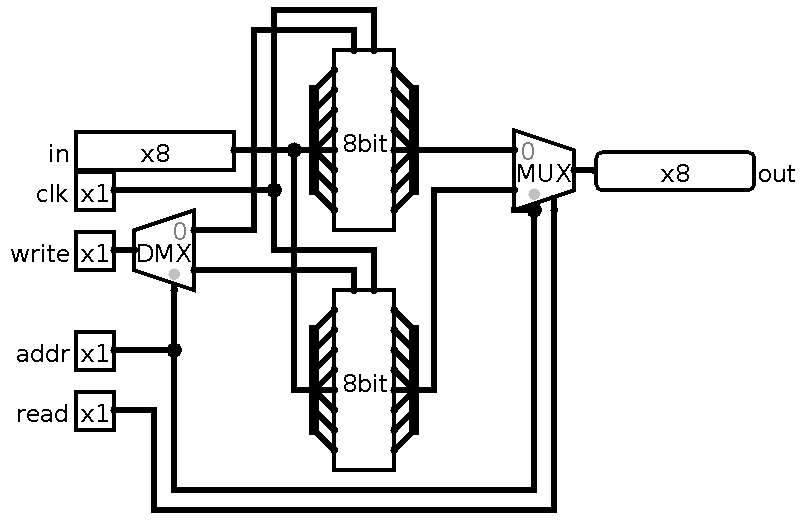 in x8
clk x1
write x1
DMX
0
addr x1
read x1
8bit
8bit
0
MUX
x8 out